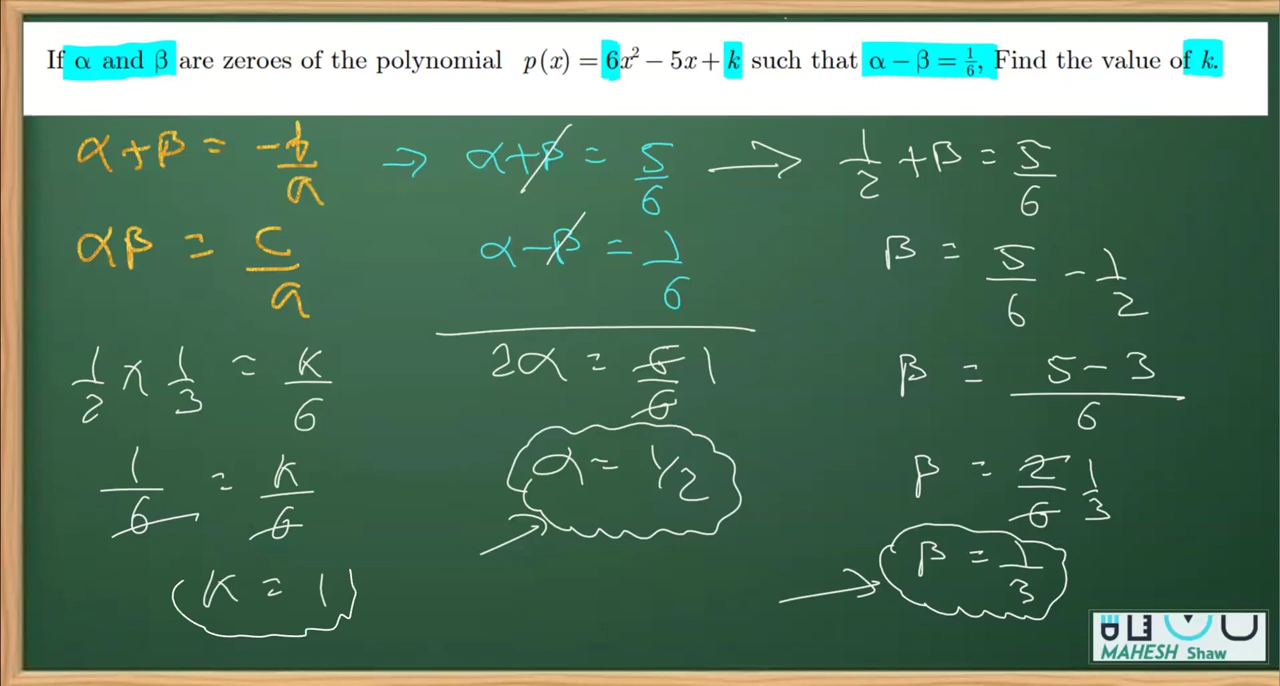 If α and β are zeroes of the polynomial p(x) = 6x² − 5x + k such that α − β = 1/6, Find the value of k.
α+β = -b/a
αβ = c/a
1/2 × 1/3 = K/6
1/6 = K/6
K = 1
⇒ α+β = 5/6
α-β = 1/6
2α = 6/6 1
α = 1/2
→ 1/2 + β = 5/6
β = 5/6 - 1/2
β = 5-3/6
β = 2/6 1/3
β = 1/3
MAHESH Shaw